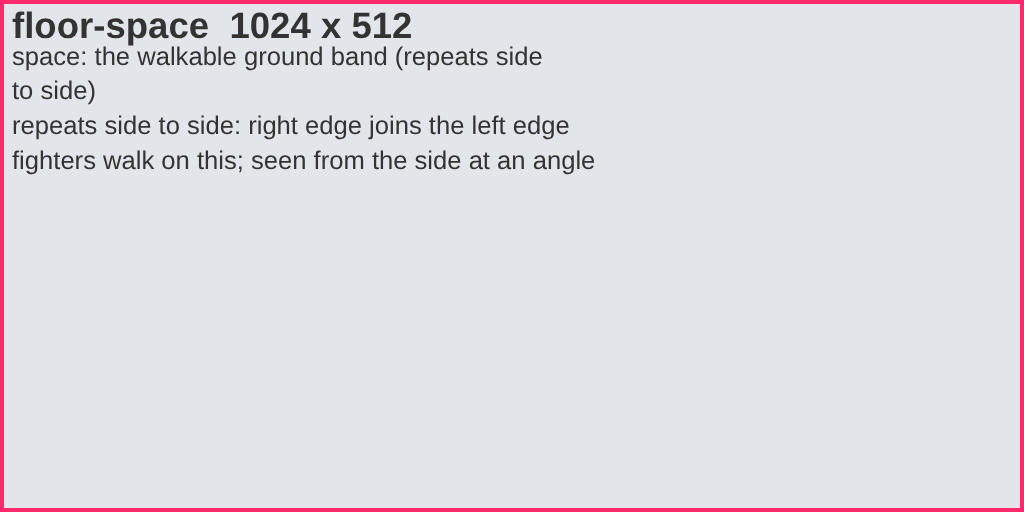 floor-space  1024 x 512
space: the walkable ground band (repeats side
to side)
repeats side to side: right edge joins the left edge
fighters walk on this; seen from the side at an angle